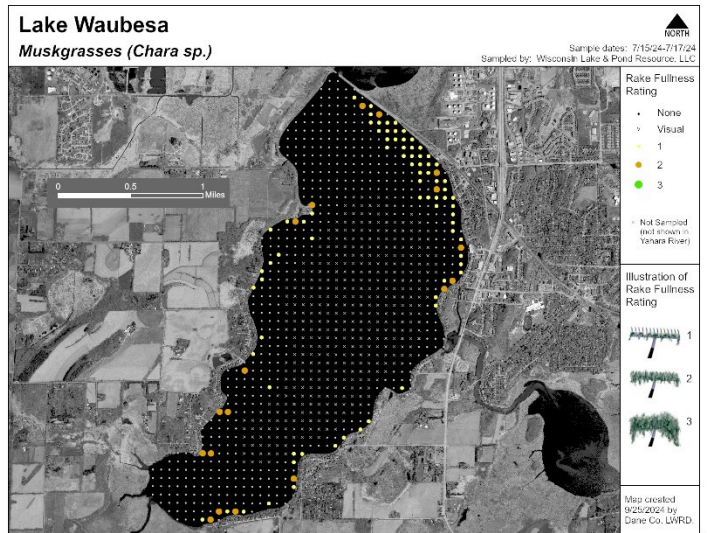 Lake Waubesa
Muskgrasses (Chara sp.)
NORTH
Sample dates: 7/15/24-7/17/24
Sampled by: Wisconsin Lake & Pond Resource, LLC
0 0.5 1
Miles
Rake Fullness
Rating
None
Visual
1
2
3
Not Sampled
(not shown in
Yahara River)
Illustration of
Rake Fullness
Rating
1
2
3
Map created
9/25/2024 by
Dane Co. LWRD.